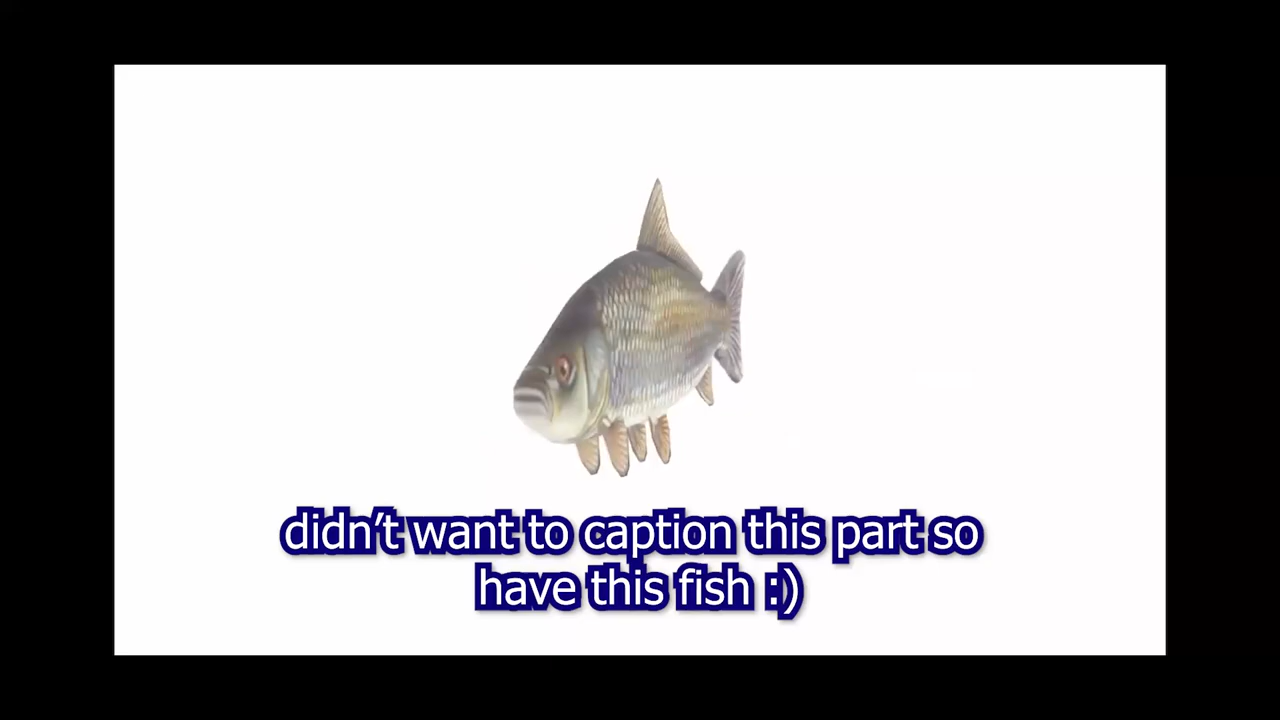 didn’t want to caption this part so
have this fish :)